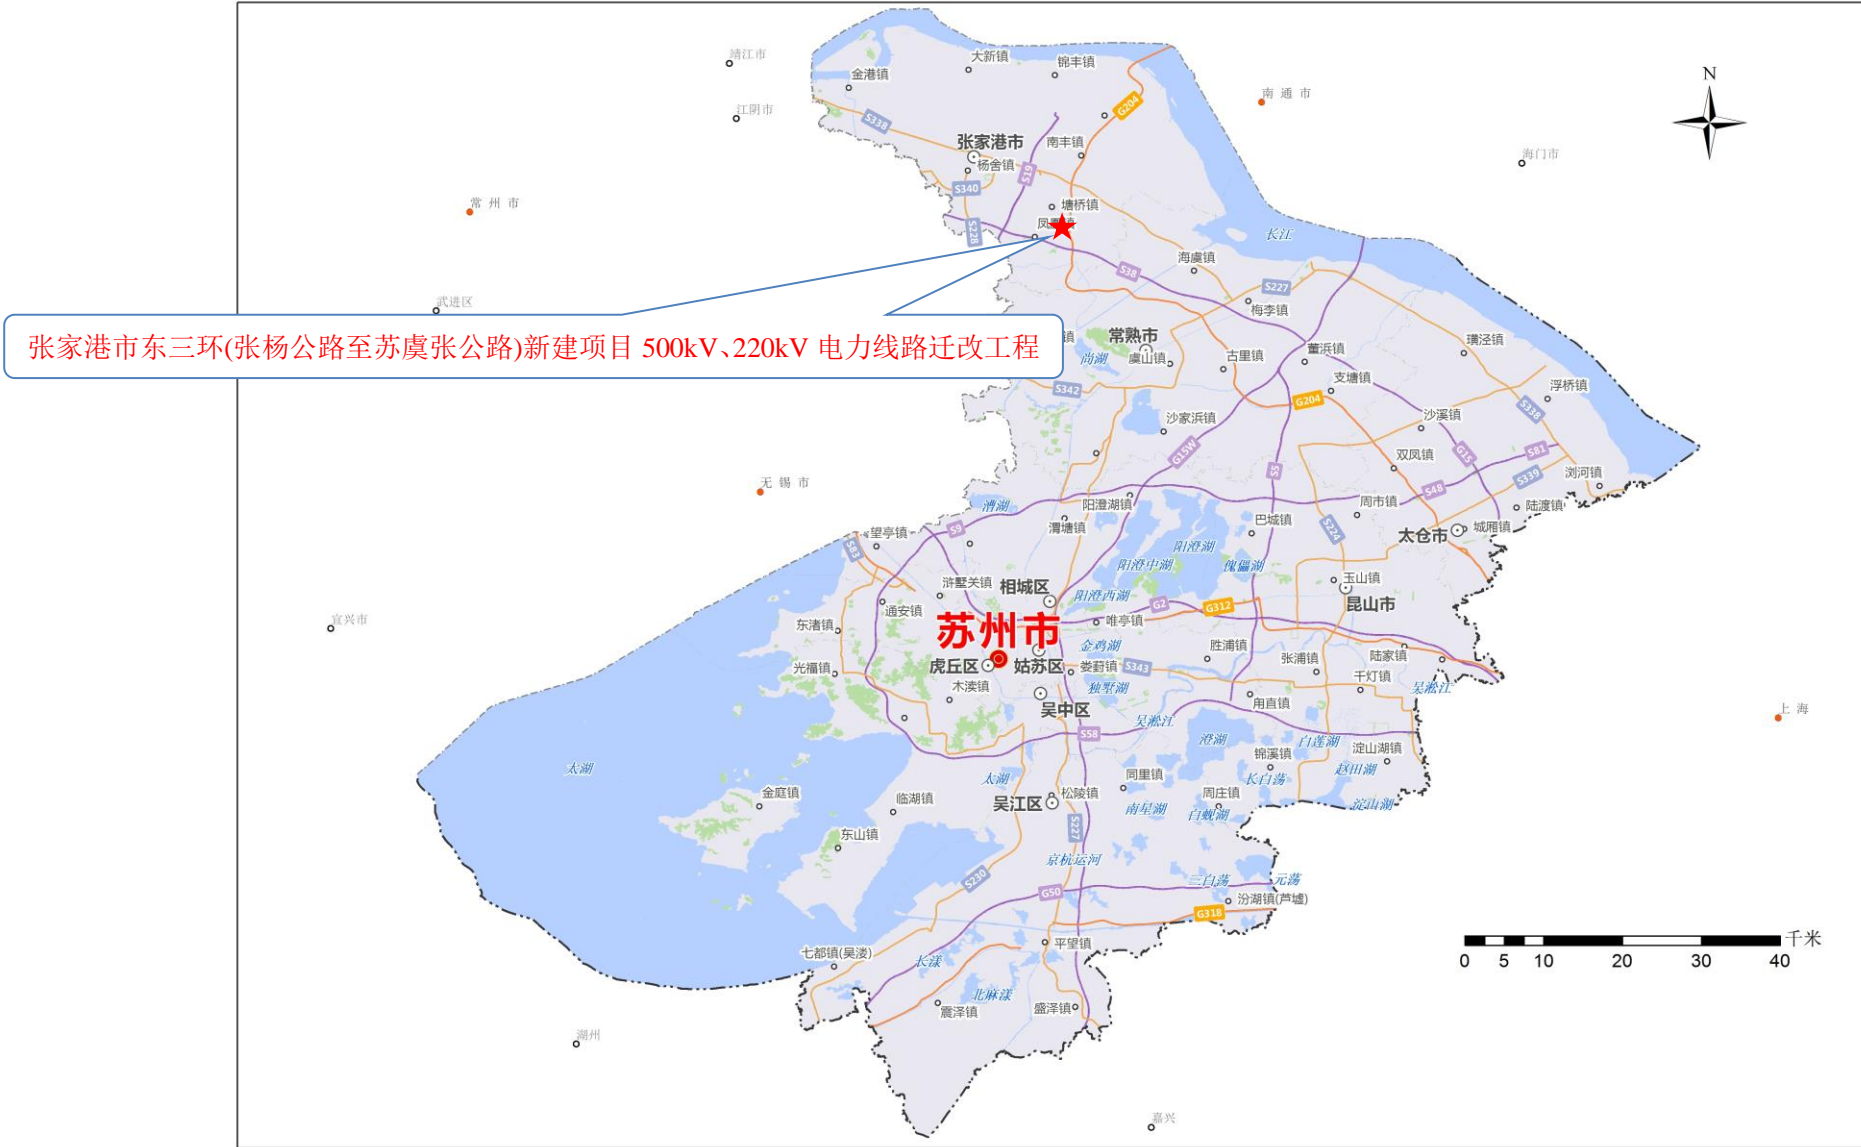 靖江市
大新镇
锦丰镇
金港镇
江阴市
G204
南通市
N
S338
张家港市
南丰镇
杨舍镇
海门市
S19
S340
常州市
塘桥镇
S228
长江
海虞镇
S38
S227
武进区
梅李镇
张家港市东三环(张杨公路至苏虞张公路)新建项目 500kV、220kV 电力线路迁改工程
镇
常熟市
尚湖
虞山镇
古里镇
董浜镇
璜泾镇
支塘镇
浮桥镇
S342
G204
S338
沙家浜镇
沙溪镇
G15W
G15
S81
双凤镇
S5
浏河镇
S339
无锡市
S48
漕湖
阳澄湖镇
周市镇
陆渡镇
渭塘镇
巴城镇
S224
太仓市
城厢镇
S9
望亭镇
S83
阳澄湖
阳澄中湖
傀儡湖
浒墅关镇
相城区
玉山镇
阳澄西湖
昆山市
通安镇
G2
G312
宜兴市
东渚镇
苏州市
唯亭镇
金鸡湖
胜浦镇
张浦镇
陆家镇
光福镇
虎丘区
姑苏区
娄葑镇
S343
千灯镇
木渎镇
独墅湖
吴淞江
吴中区
甪直镇
上海
吴淞江
S58
澄湖
白莲湖
淀山湖镇
锦溪镇
太湖
太湖
同里镇
长白荡
赵田湖
金庭镇
临湖镇
吴江区
松陵镇
周庄镇
南星湖
白蚬湖
淀山湖
东山镇
S227
京杭运河
S230
G50
三白荡
元荡
汾湖镇(芦墟)
G318
七都镇(吴溇)
平望镇
千米
长漾
0 5 10 20 30 40
北麻漾
震泽镇
盛泽镇
湖州
嘉兴